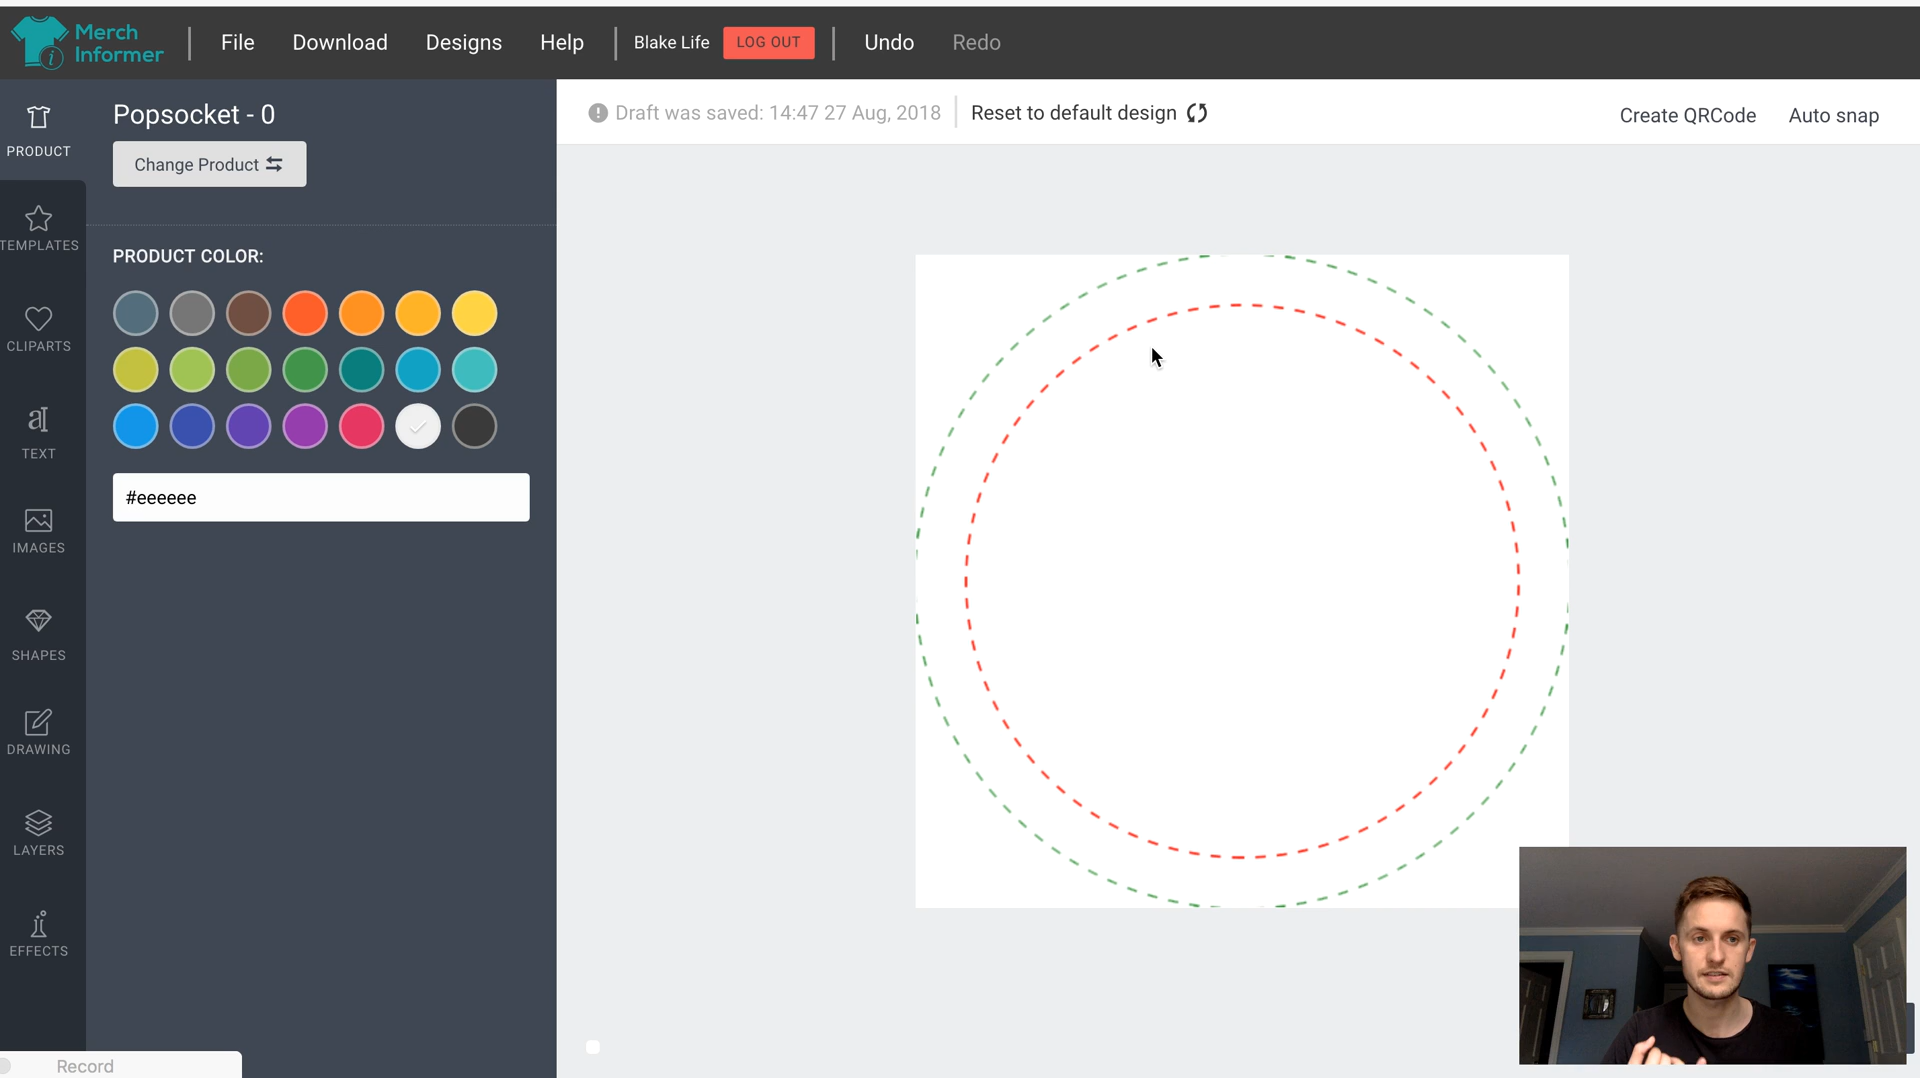 Merch
Informer
File
Download
Designs
Help
Blake Life
LOG OUT
Undo
Redo
PRODUCT
Popsocket - 0
Change Product
Draft was saved: 14:47 27 Aug, 2018
Reset to default design
Create QRCode
Auto snap
TEMPLATES
PRODUCT COLOR:
CLIPARTS
TEXT
#eeeeee
IMAGES
SHAPES
DRAWING
LAYERS
EFFECTS
Record